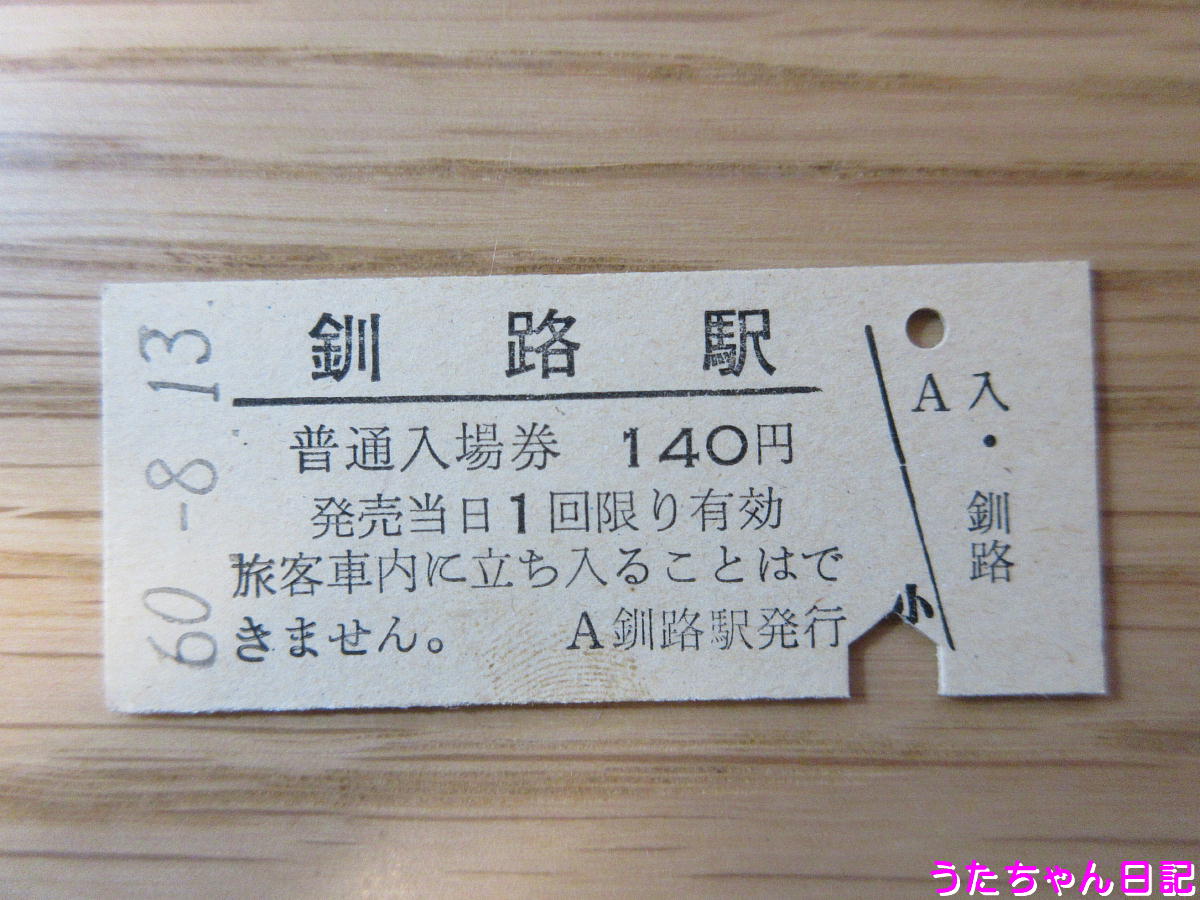 釧路駅
普通入場券 140円
発売当日1回限り有効
旅客車内に立ち入ることはで
きません。 A釧路駅発行
60-8.13
小
A
入・釧路
うたちゃん日記